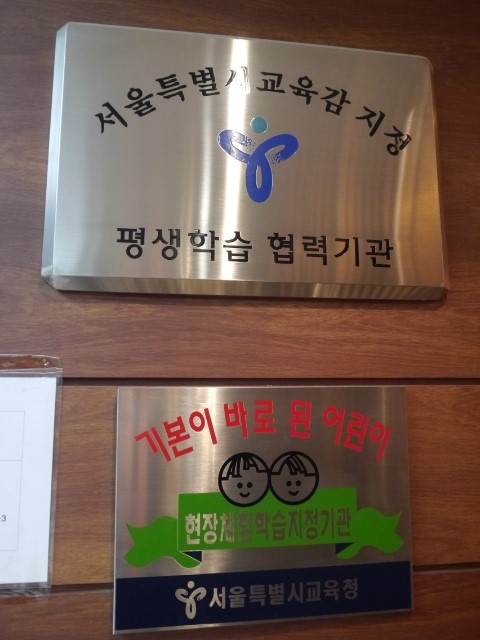 서울특별시교육감 지정
평생학습 협력기관
기본이 바로 된 어린이
현장체험학습지정기관
서울특별시교육청
-3